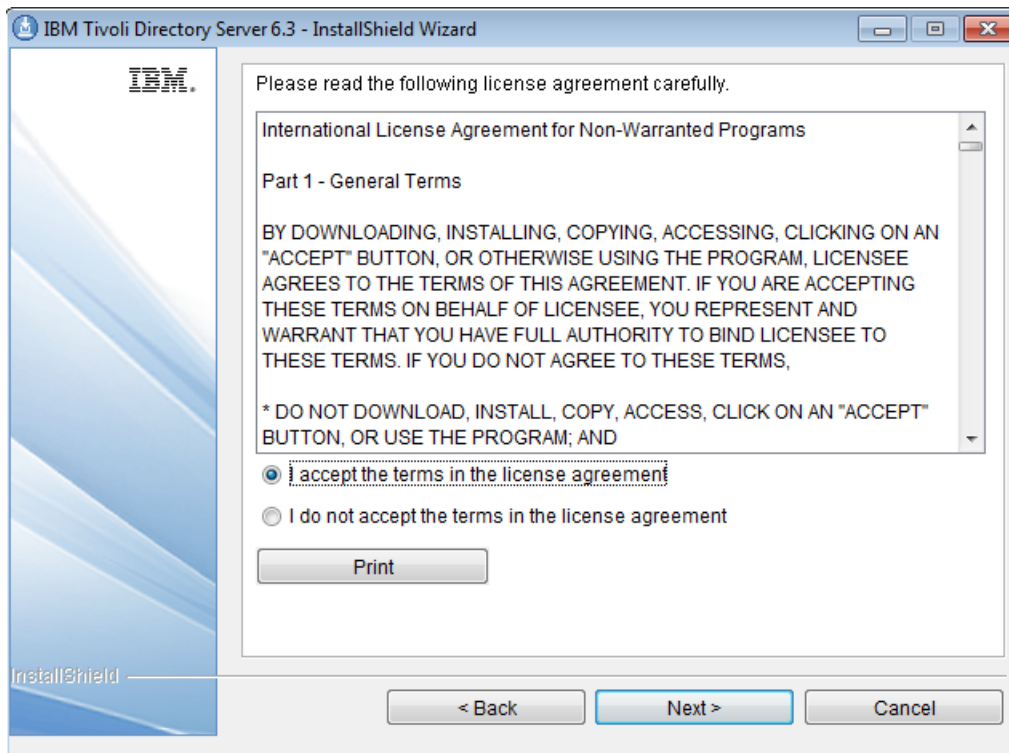 IBM Tivoli Directory Server 6.3 - InstallShield Wizard
IBM.
Please read the following license agreement carefully.
International License Agreement for Non-Warranted Programs
Part 1 - General Terms
BY DOWNLOADING, INSTALLING, COPYING, ACCESSING, CLICKING ON AN
"ACCEPT" BUTTON, OR OTHERWISE USING THE PROGRAM, LICENSEE
AGREES TO THE TERMS OF THIS AGREEMENT. IF YOU ARE ACCEPTING
THESE TERMS ON BEHALF OF LICENSEE, YOU REPRESENT AND
WARRANT THAT YOU HAVE FULL AUTHORITY TO BIND LICENSEE TO
THESE TERMS. IF YOU DO NOT AGREE TO THESE TERMS,
* DO NOT DOWNLOAD, INSTALL, COPY, ACCESS, CLICK ON AN "ACCEPT"
BUTTON, OR USE THE PROGRAM; AND
I accept the terms in the license agreement
I do not accept the terms in the license agreement
Print
InstallShield
< Back
Next >
Cancel